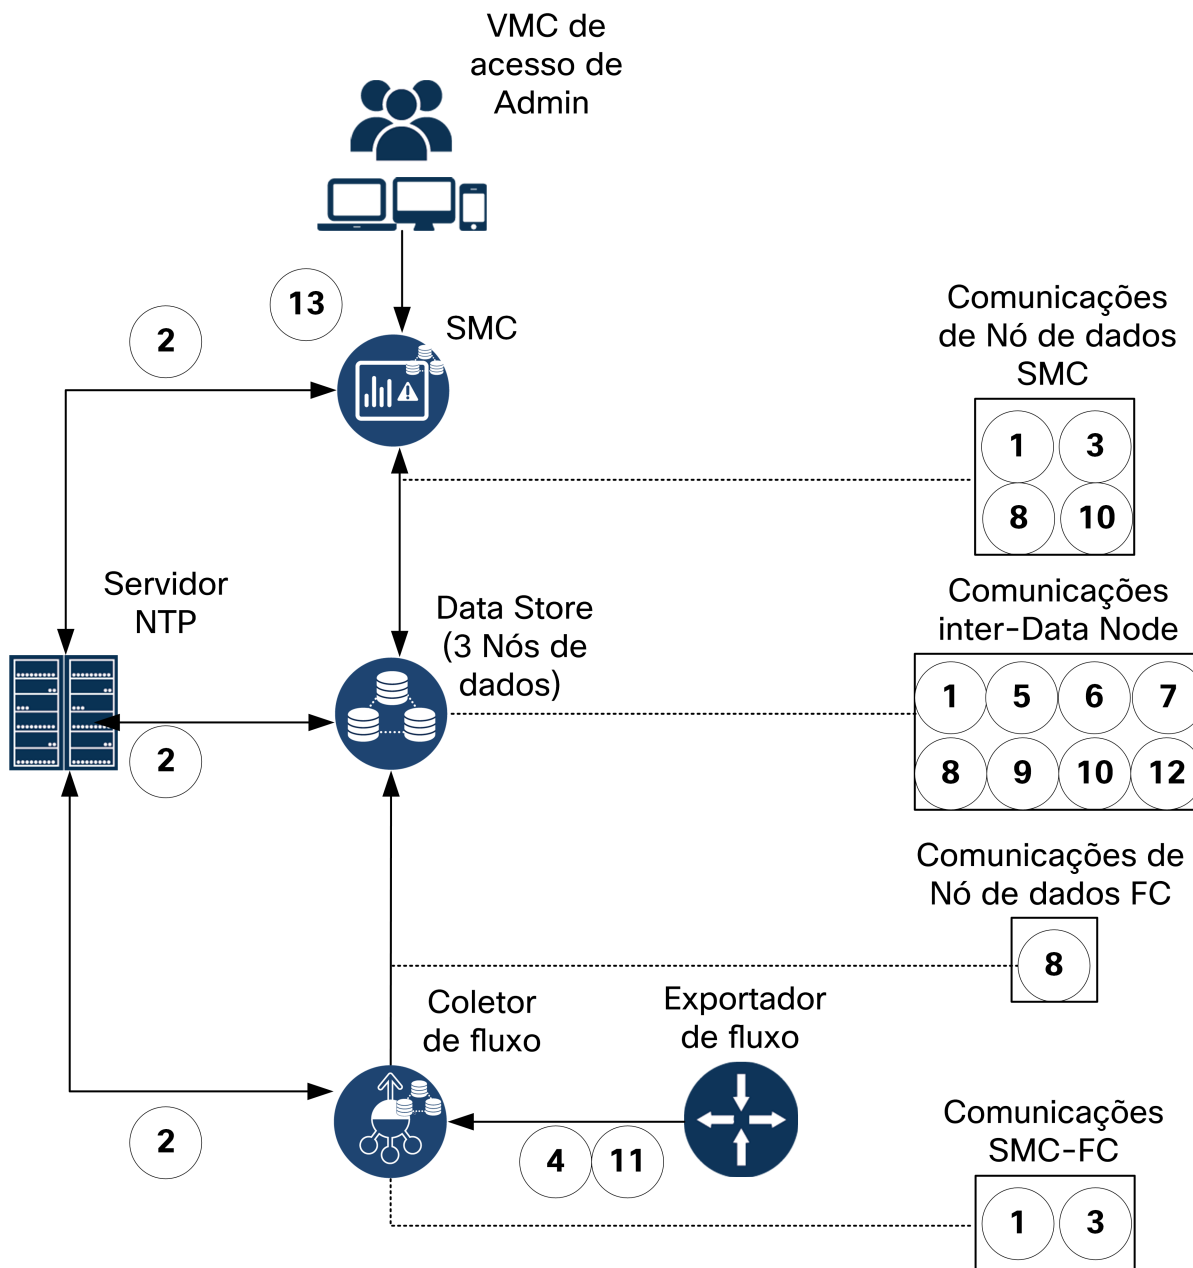 VMC de
acesso de
Admin
13
2
SMC
Comunicações
de Nó de dados
SMC
1 3
8 10
Servidor
NTP
Data Store
(3 Nós de
dados)
2
Comunicações
inter-Data Node
1 5 6 7
8 9 10 12
Comunicações de
Nó de dados FC
8
Coletor
de fluxo
Exportador
de fluxo
2
4 11
Comunicações
SMC-FC
1 3